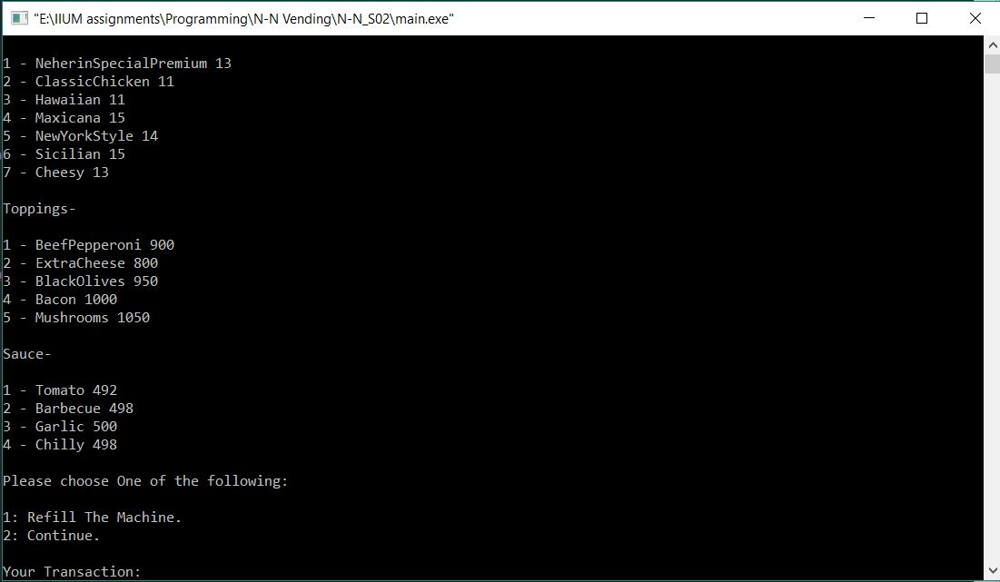 "E:\IIUM assignments\Programming\N-N Vending\N-N_S02\main.exe"
1 - NeherinSpecialPremium 13
2 - ClassicChicken 11
3 - Hawaiian 11
4 - Maxicana 15
5 - NewYorkStyle 14
6 - Sicilian 15
7 - Cheesy 13
Toppings-
1 - BeefPepperoni 900
2 - ExtraCheese 800
3 - BlackOlives 950
4 - Bacon 1000
5 - Mushrooms 1050
Sauce-
1 - Tomato 492
2 - Barbecue 498
3 - Garlic 500
4 - Chilly 498
Please choose One of the following:
1: Refill The Machine.
2: Continue.
Your Transaction: